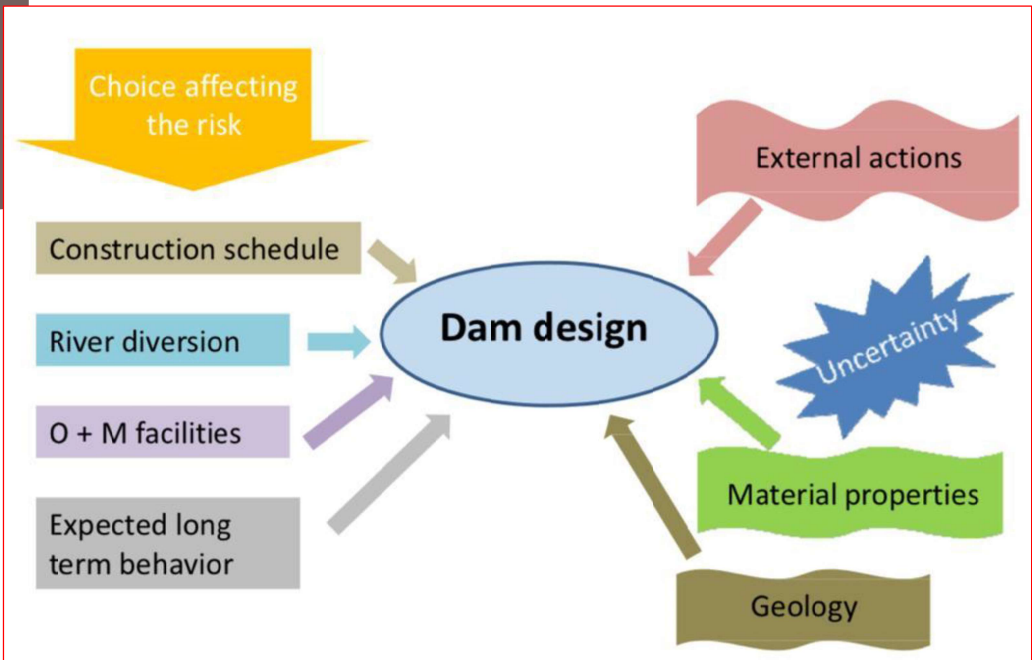 Choice affecting
the risk
External actions
Construction schedule
Dam design
Uncertainty
River diversion
O + M facilities
Material properties
Expected long
term behavior
Geology